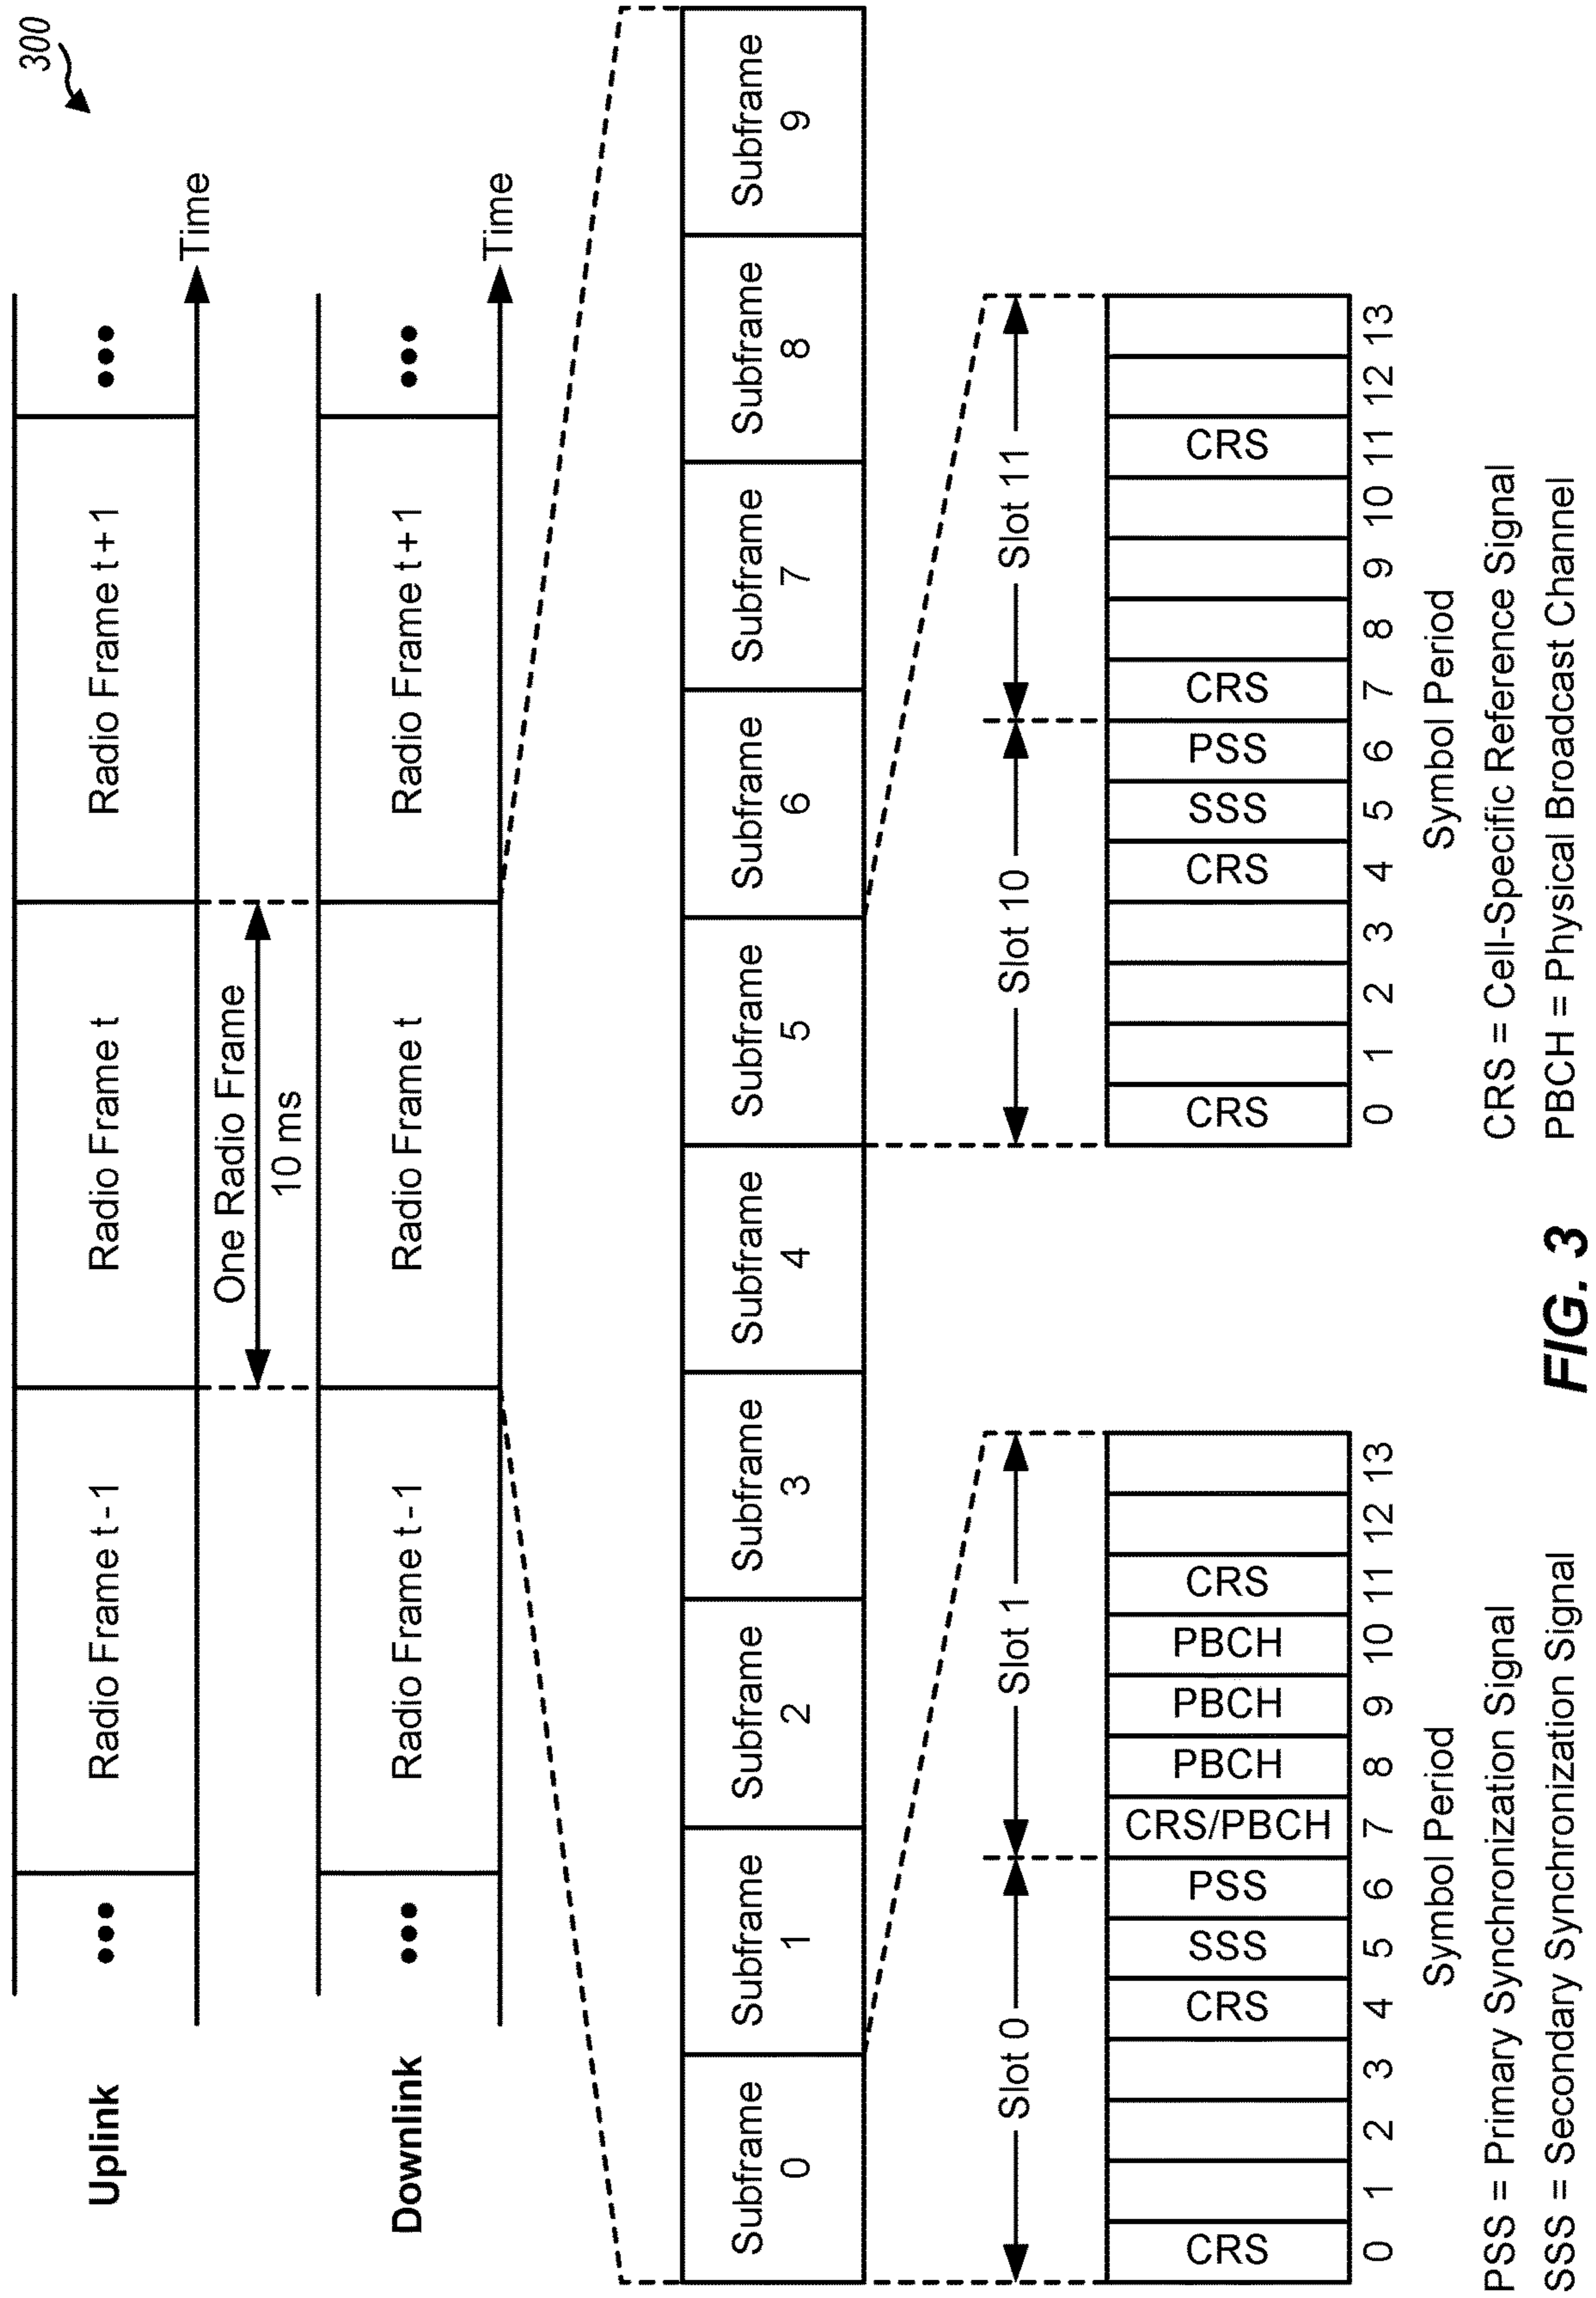 300
Uplink
Radio Frame t - 1
Radio Frame t
Radio Frame t + 1
Time
One Radio Frame
10 ms
Downlink
Radio Frame t - 1
Radio Frame t
Radio Frame t + 1
Time
Subframe 0
Subframe 1
Subframe 2
Subframe 3
Subframe 4
Subframe 5
Subframe 6
Subframe 7
Subframe 8
Subframe 9
Slot 0
Slot 1
CRS
CRS
SSS
PSS
CRS/PBCH
PBCH
PBCH
PBCH
CRS
0 1 2 3 4 5 6 7 8 9 10 11 12 13
Symbol Period
Slot 10
Slot 11
CRS
CRS
SSS
PSS
CRS
CRS
0 1 2 3 4 5 6 7 8 9 10 11 12 13
Symbol Period
PSS = Primary Synchronization Signal
SSS = Secondary Synchronization Signal
CRS = Cell-Specific Reference Signal
PBCH = Physical Broadcast Channel
FIG. 3